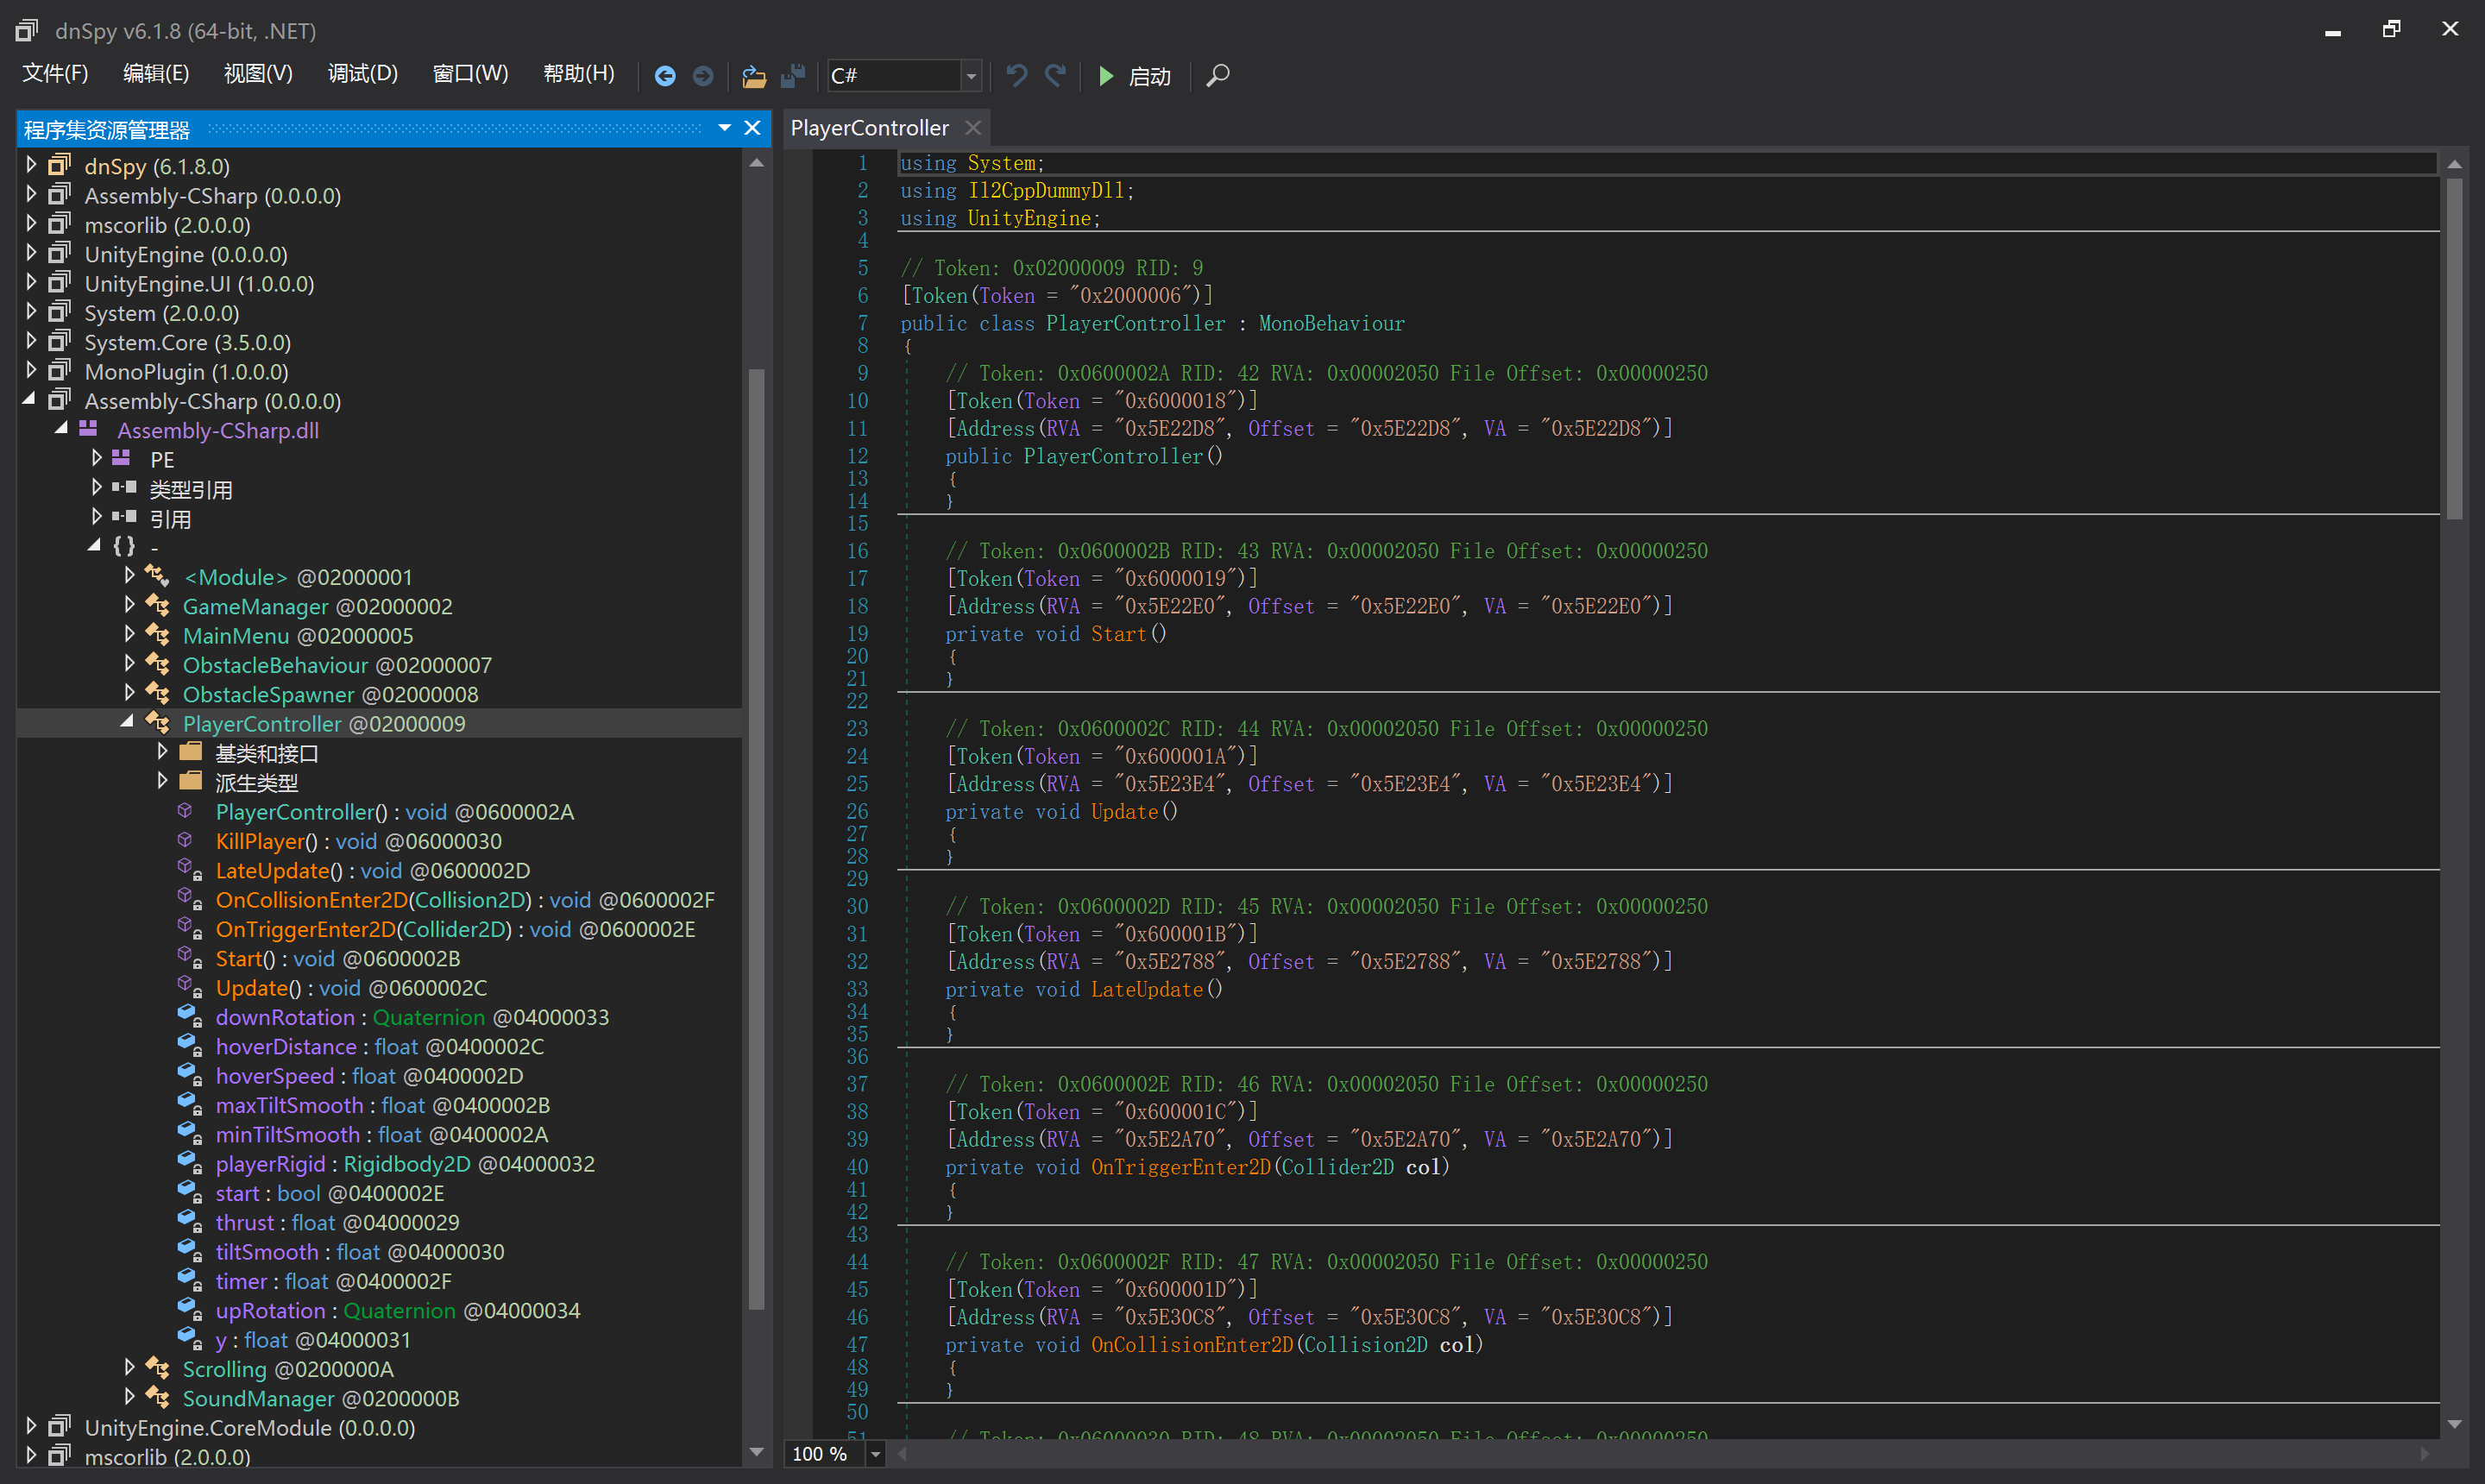 dnSpy v6.1.8 (64-bit, .NET)
文件(F) 编辑(E) 视图(V) 调试(D) 窗口(W) 帮助(H) C# 启动
程序集资源管理器
dnSpy (6.1.8.0)
Assembly-CSharp (0.0.0.0)
mscorlib (2.0.0.0)
UnityEngine (0.0.0.0)
UnityEngine.UI (1.0.0.0)
System (2.0.0.0)
System.Core (3.5.0.0)
MonoPlugin (1.0.0.0)
Assembly-CSharp (0.0.0.0)
Assembly-CSharp.dll
PE
类型引用
引用
{ } -
<Module> @02000001
GameManager @02000002
MainMenu @02000005
ObstacleBehaviour @02000007
ObstacleSpawner @02000008
PlayerController @02000009
基类和接口
派生类型
PlayerController() : void @0600002A
KillPlayer() : void @06000030
LateUpdate() : void @0600002D
OnCollisionEnter2D(Collision2D) : void @0600002F
OnTriggerEnter2D(Collider2D) : void @0600002E
Start() : void @0600002B
Update() : void @0600002C
downRotation : Quaternion @04000033
hoverDistance : float @0400002C
hoverSpeed : float @0400002D
maxTiltSmooth : float @0400002B
minTiltSmooth : float @0400002A
playerRigid : Rigidbody2D @04000032
start : bool @0400002E
thrust : float @04000029
tiltSmooth : float @04000030
timer : float @0400002F
upRotation : Quaternion @04000034
y : float @04000031
Scrolling @0200000A
SoundManager @0200000B
UnityEngine.CoreModule (0.0.0.0)
mscorlib (2.0.0.0)
PlayerController
1 using System;
2 using Il2CppDummyDll;
3 using UnityEngine;
4
5 // Token: 0x02000009 RID: 9
6 [Token(Token = "0x2000006")]
7 public class PlayerController : MonoBehaviour
8 {
9 // Token: 0x0600002A RID: 42 RVA: 0x00002050 File Offset: 0x00000250
10 [Token(Token = "0x6000018")]
11 [Address(RVA = "0x5E22D8", Offset = "0x5E22D8", VA = "0x5E22D8")]
12 public PlayerController()
13 {
14 }
15
16 // Token: 0x0600002B RID: 43 RVA: 0x00002050 File Offset: 0x00000250
17 [Token(Token = "0x6000019")]
18 [Address(RVA = "0x5E22E0", Offset = "0x5E22E0", VA = "0x5E22E0")]
19 private void Start()
20 {
21 }
22
23 // Token: 0x0600002C RID: 44 RVA: 0x00002050 File Offset: 0x00000250
24 [Token(Token = "0x600001A")]
25 [Address(RVA = "0x5E23E4", Offset = "0x5E23E4", VA = "0x5E23E4")]
26 private void Update()
27 {
28 }
29
30 // Token: 0x0600002D RID: 45 RVA: 0x00002050 File Offset: 0x00000250
31 [Token(Token = "0x600001B")]
32 [Address(RVA = "0x5E2788", Offset = "0x5E2788", VA = "0x5E2788")]
33 private void LateUpdate()
34 {
35 }
36
37 // Token: 0x0600002E RID: 46 RVA: 0x00002050 File Offset: 0x00000250
38 [Token(Token = "0x600001C")]
39 [Address(RVA = "0x5E2A70", Offset = "0x5E2A70", VA = "0x5E2A70")]
40 private void OnTriggerEnter2D(Collider2D col)
41 {
42 }
43
44 // Token: 0x0600002F RID: 47 RVA: 0x00002050 File Offset: 0x00000250
45 [Token(Token = "0x600001D")]
46 [Address(RVA = "0x5E30C8", Offset = "0x5E30C8", VA = "0x5E30C8")]
47 private void OnCollisionEnter2D(Collision2D col)
48 {
49 }
50
51 // Token: 0x06000030 RID: 48 RVA: 0x00002050 File Offset: 0x00000250
100 %